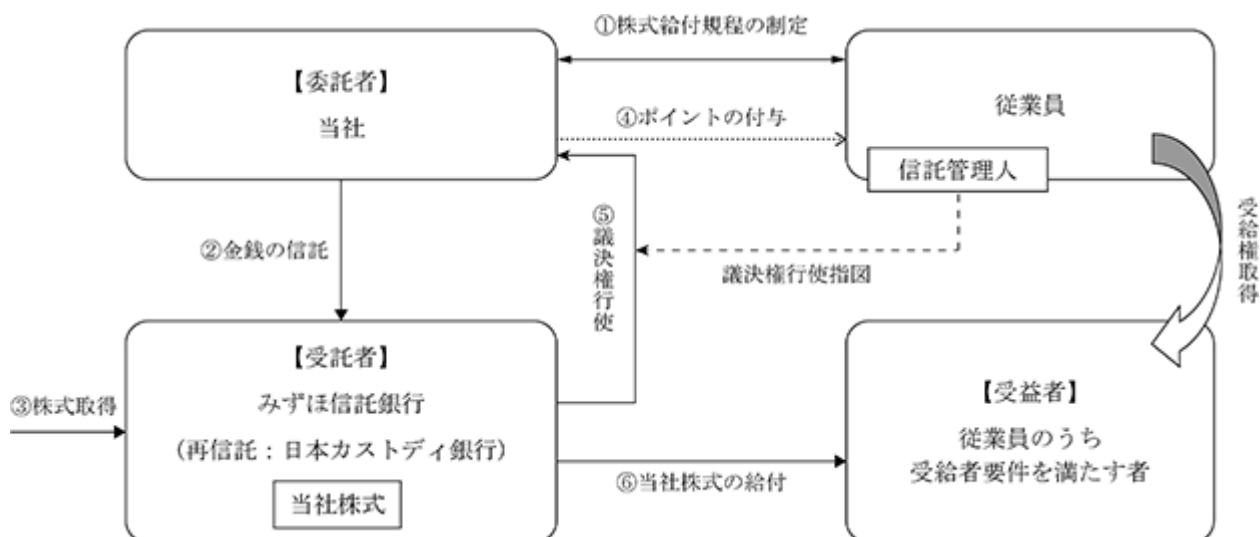 ①株式給付規程の制定
【委託者】
当社
従業員
④ポイントの付与
信託管理人
②金銭の信託
⑤議決権行使
議決権行使指図
受給権取得
【受託者】
みずほ信託銀行
(再信託:日本カストディ銀行)
当社株式
③株式取得
⑥当社株式の給付
【受益者】
従業員のうち
受給者要件を満たす者